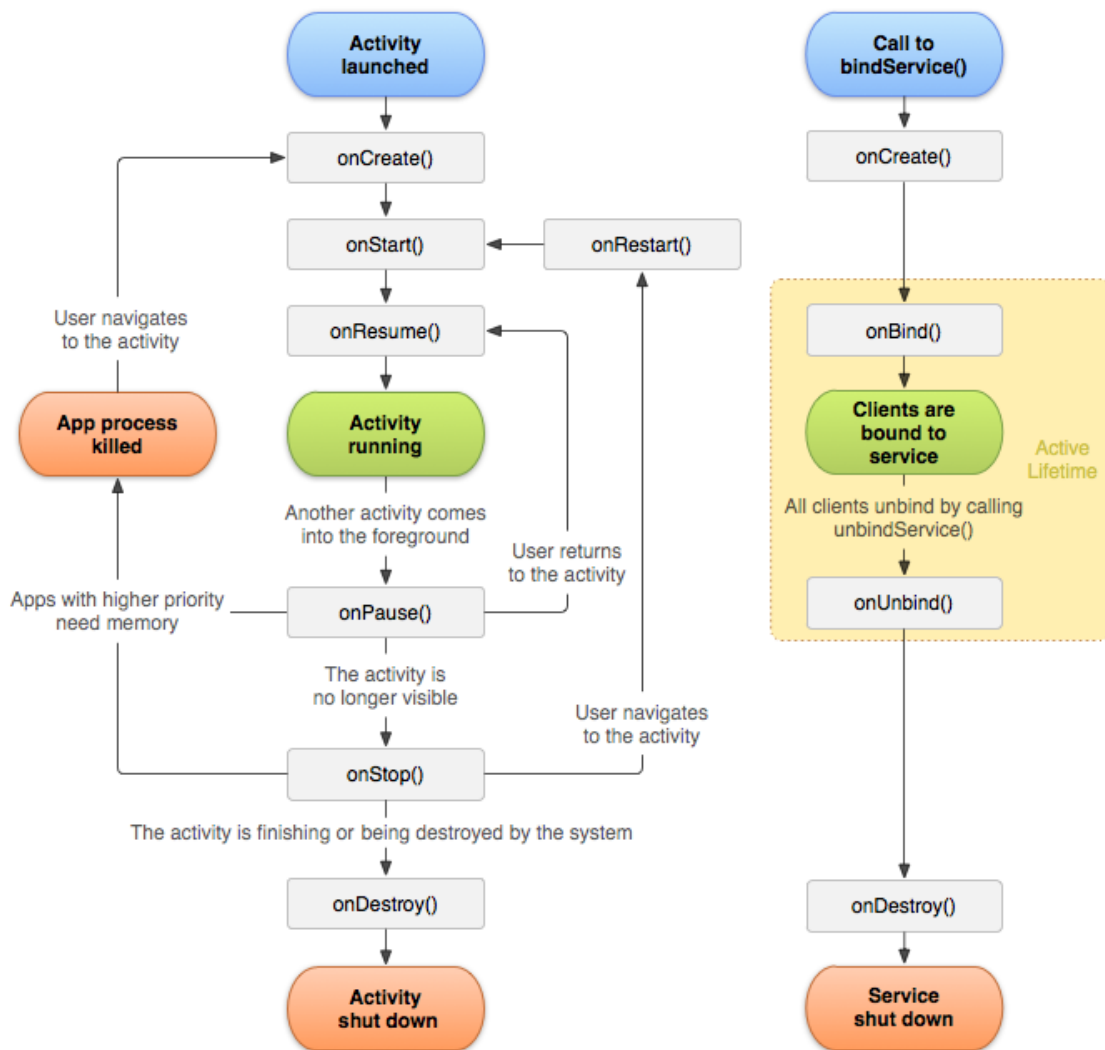 Activity
launched
onCreate()
onStart()
onRestart()
onResume()
User navigates
to the activity
App process
killed
Activity
running
Another activity comes
into the foreground
User returns
to the activity
Apps with higher priority
need memory
onPause()
The activity is
no longer visible
User navigates
to the activity
onStop()
The activity is finishing or being destroyed by the system
onDestroy()
Activity
shut down
Call to
bindService()
onCreate()
onBind()
Clients are
bound to
service
Active
Lifetime
All clients unbind by calling
unbindService()
onUnbind()
onDestroy()
Service
shut down